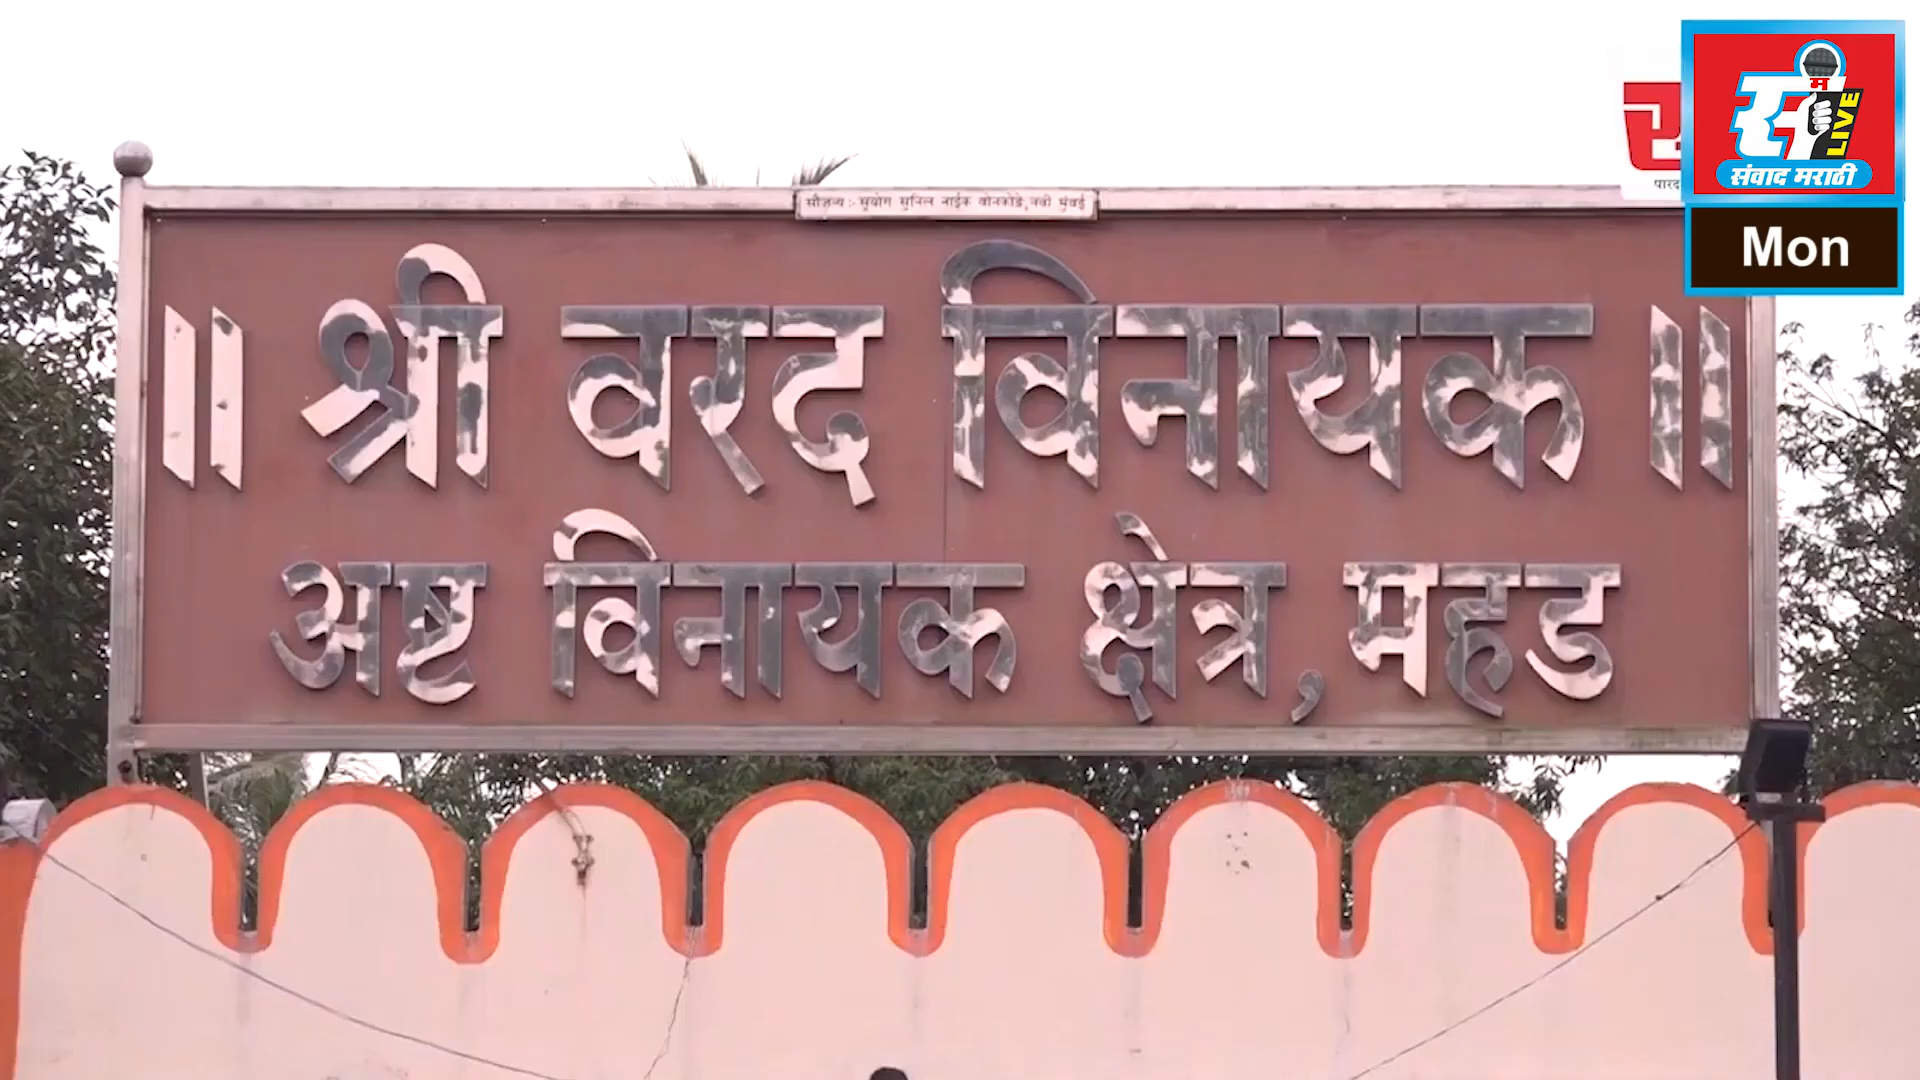 सौजन्य :- सुयोग सुनिल नाईक बोनकोडे, नवी मुंबई
॥ श्री वरद विनायक ॥
अष्ट विनायक क्षेत्र, महड
म
LIVE
संवाद मराठी
Mon